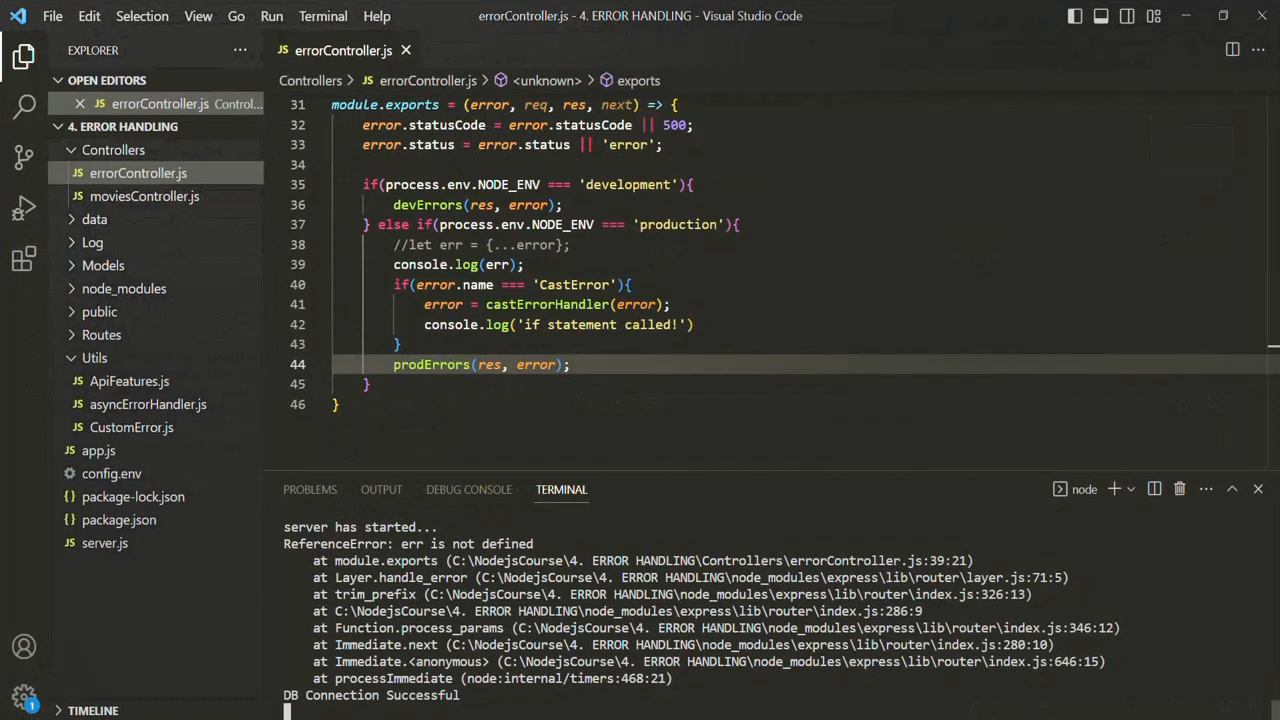 File Edit Selection View Go Run Terminal Help errorController.js - 4. ERROR HANDLING - Visual Studio Code
EXPLORER
OPEN EDITORS
JS errorController.js Control...
4. ERROR HANDLING
Controllers
JS errorController.js
JS moviesController.js
data
Log
Models
node_modules
public
Routes
Utils
JS ApiFeatures.js
JS asyncErrorHandler.js
JS CustomError.js
JS app.js
config.env
{} package-lock.json
{} package.json
JS server.js
TIMELINE
1
JS errorController.js
Controllers > JS errorController.js > <unknown> > exports
31 module.exports = (error, req, res, next) => {
32 error.statusCode = error.statusCode || 500;
33 error.status = error.status || 'error';
34
35 if(process.env.NODE_ENV === 'development'){
36 devErrors(res, error);
37 } else if(process.env.NODE_ENV === 'production'){
38 //let err = {...error};
39 console.log(err);
40 if(error.name === 'CastError'){
41 error = castErrorHandler(error);
42 console.log('if statement called!')
43 }
44 prodErrors(res, error);
45 }
46 }
PROBLEMS OUTPUT DEBUG CONSOLE TERMINAL node
server has started...
ReferenceError: err is not defined
at module.exports (C:\NodejsCourse\4. ERROR HANDLING\Controllers\errorController.js:39:21)
at Layer.handle_error (C:\NodejsCourse\4. ERROR HANDLING\node_modules\express\lib\router\layer.js:71:5)
at trim_prefix (C:\NodejsCourse\4. ERROR HANDLING\node_modules\express\lib\router\index.js:326:13)
at C:\NodejsCourse\4. ERROR HANDLING\node_modules\express\lib\router\index.js:286:9
at Function.process_params (C:\NodejsCourse\4. ERROR HANDLING\node_modules\express\lib\router\index.js:346:12)
at Immediate.next (C:\NodejsCourse\4. ERROR HANDLING\node_modules\express\lib\router\index.js:280:10)
at Immediate.<anonymous> (C:\NodejsCourse\4. ERROR HANDLING\node_modules\express\lib\router\index.js:646:15)
at processImmediate (node:internal/timers:468:21)
DB Connection Successful